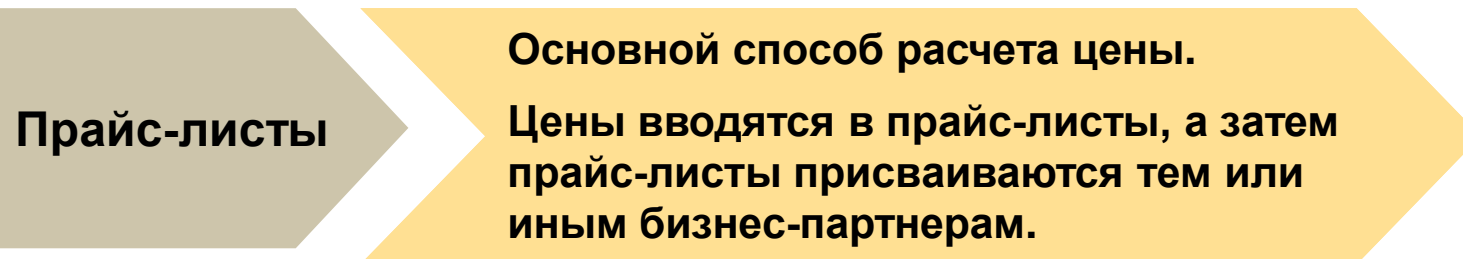 Прайс-листы
Основной способ расчета цены.
Цены вводятся в прайс-листы, а затем
прайс-листы присваиваются тем или
иным бизнес-партнерам.